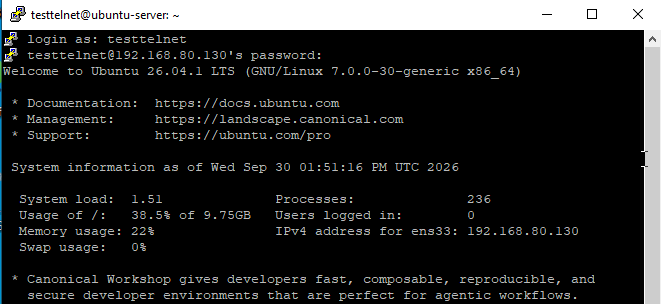 testtelnet@ubuntu-server: ~
login as: testtelnet
testtelnet@192.168.80.130's password:
Welcome to Ubuntu 26.04.1 LTS (GNU/Linux 7.0.0-30-generic x86_64)
* Documentation:  https://docs.ubuntu.com
* Management:     https://landscape.canonical.com
* Support:        https://ubuntu.com/pro
System information as of Wed Sep 30 01:51:16 PM UTC 2026
System load:  1.51               Processes:              236
Usage of /:   38.5% of 9.75GB   Users logged in:        0
Memory usage: 22%                IPv4 address for ens33: 192.168.80.130
Swap usage:   0%
* Canonical Workshop gives developers fast, composable, reproducible, and
secure developer environments that are perfect for agentic workflows.